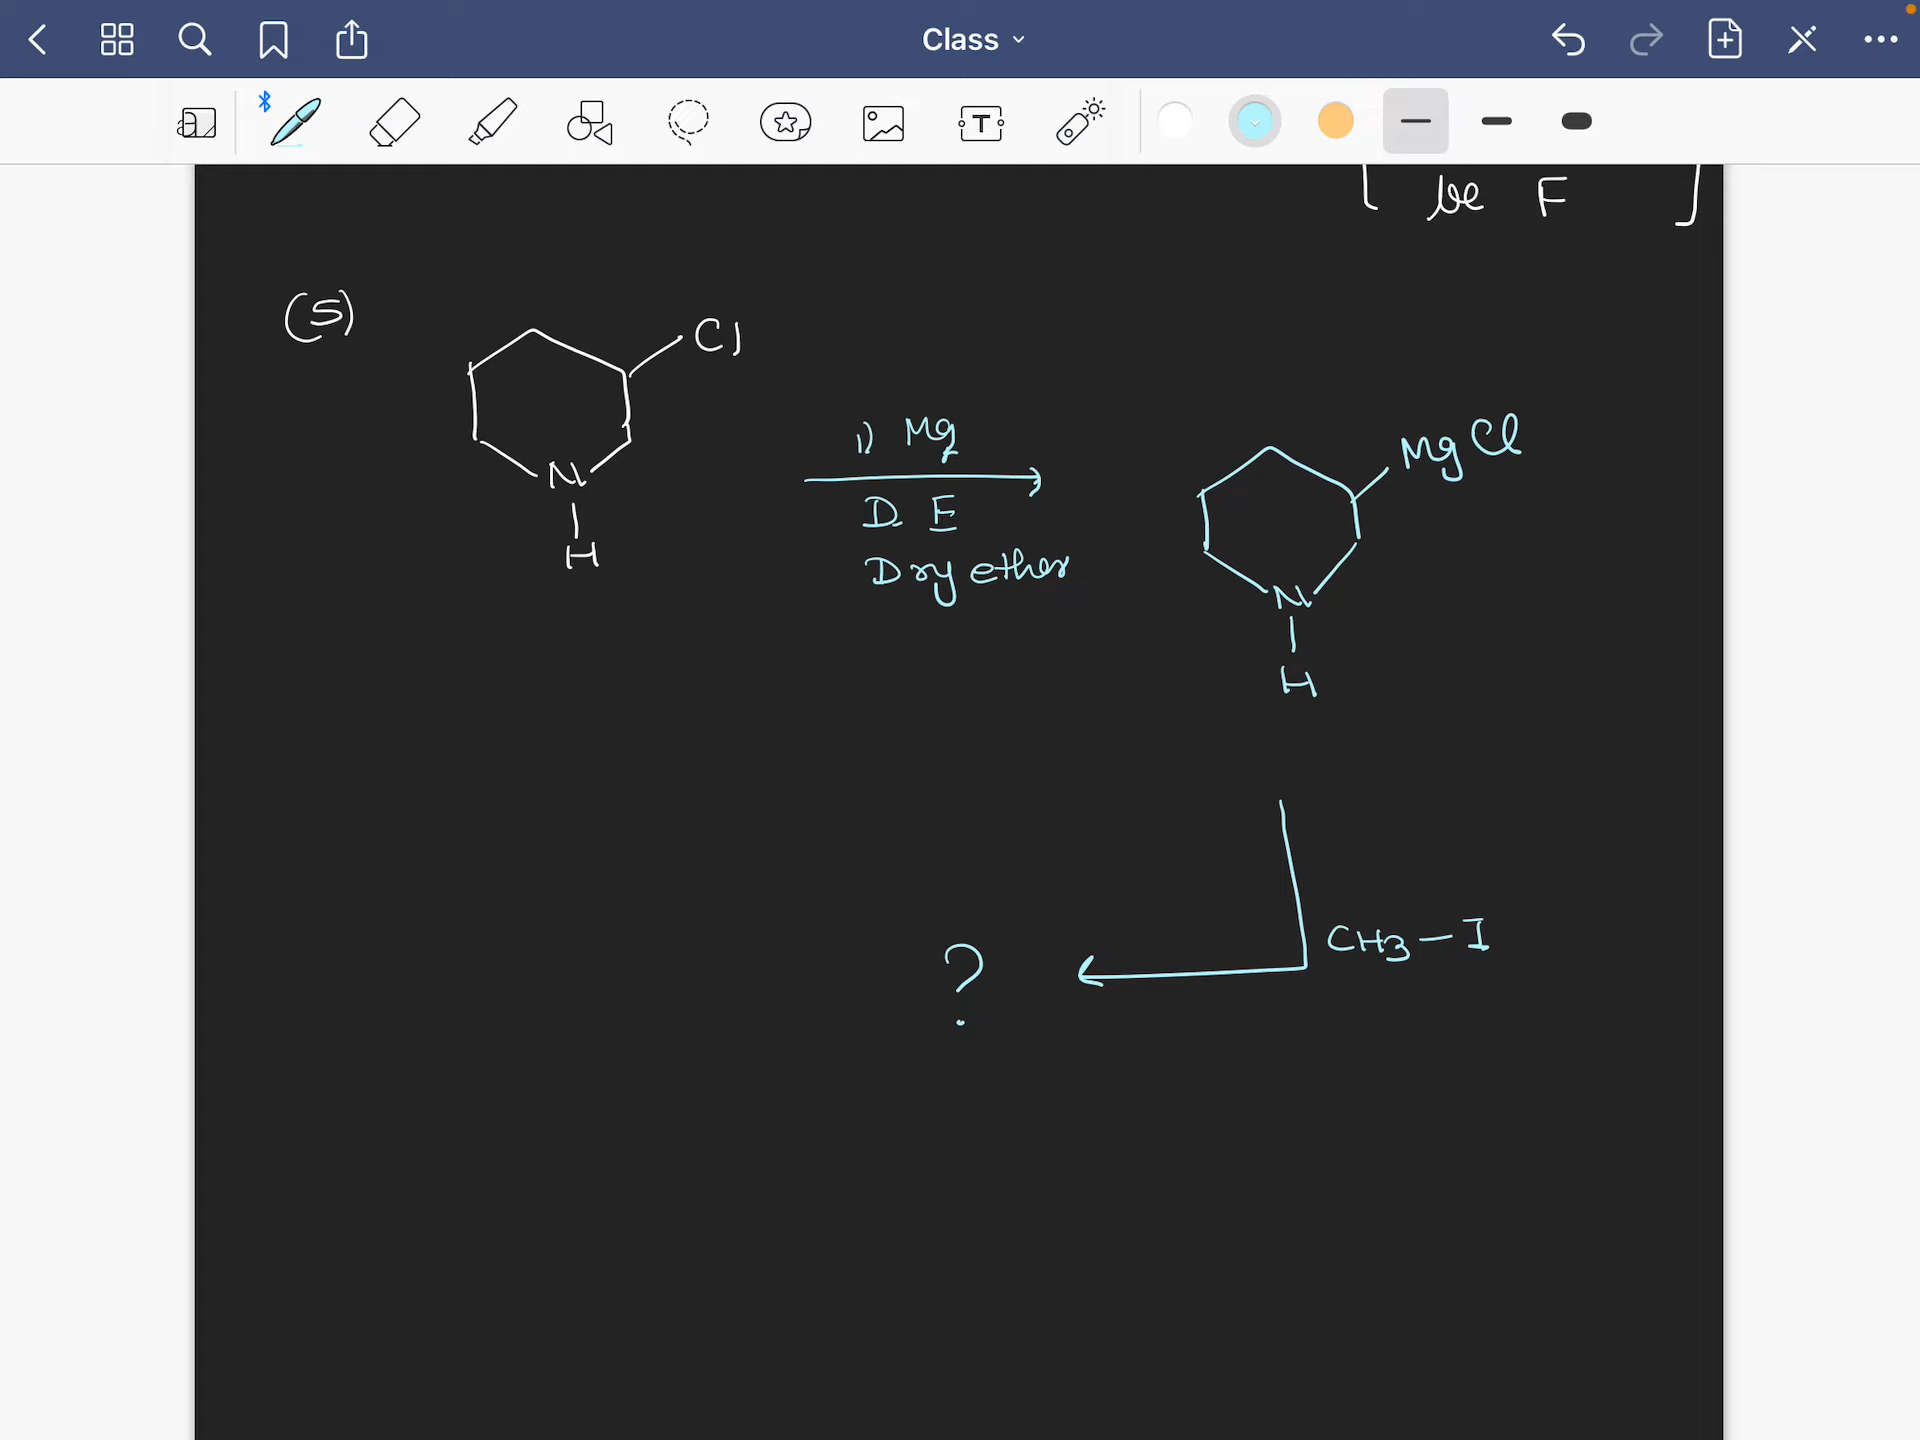 Class
T
be F
(5)
Cl
N
H
1) Mg
D E
Dry ether
MgCl
N
H
CH3-I
?